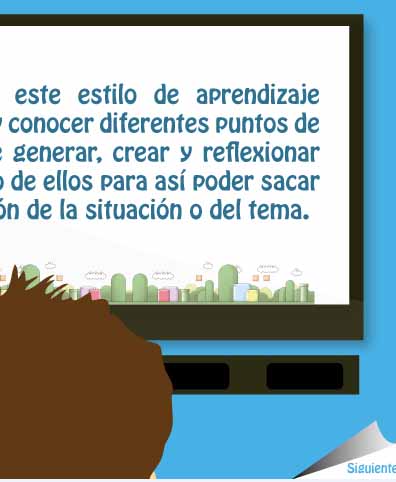 este estilo de aprendizaje
y conocer diferentes puntos de
generar, crear y reflexionar
de ellos para así poder sacar
de la situación o del tema.
Siguiente